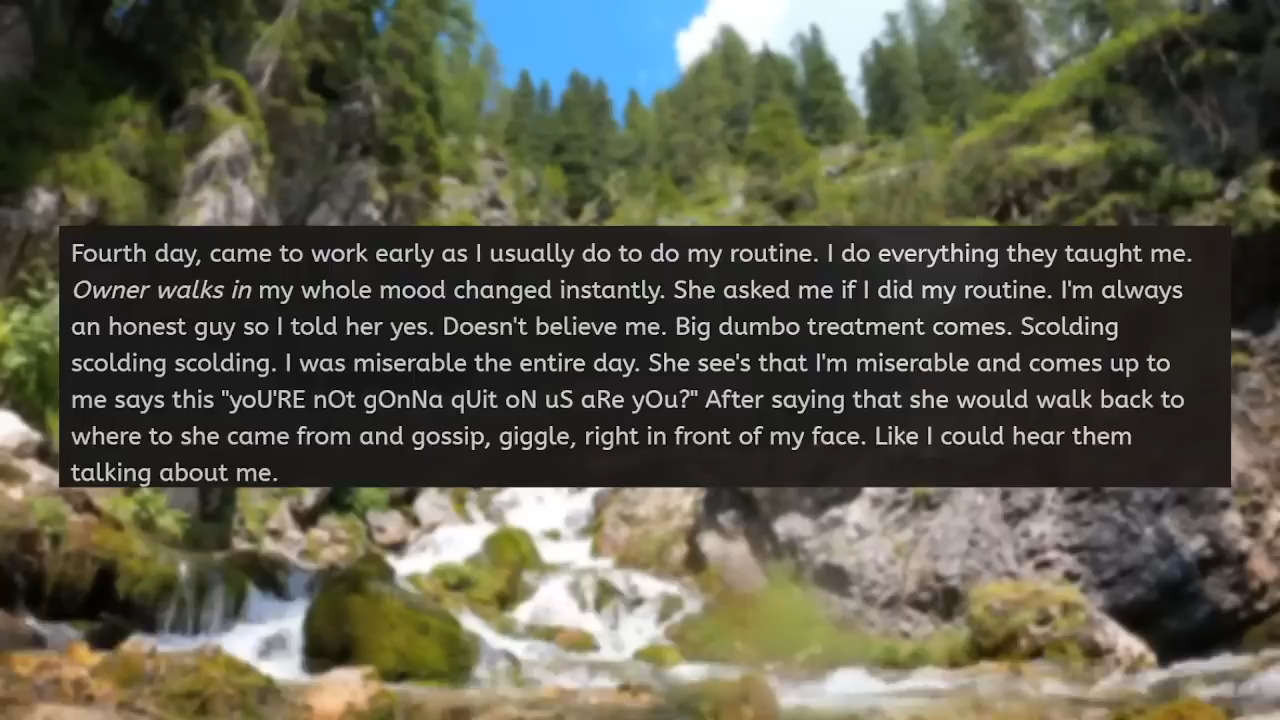 Fourth day, came to work early as I usually do to do my routine. I do everything they taught me.
Owner walks in my whole mood changed instantly. She asked me if I did my routine. I'm always
an honest guy so I told her yes. Doesn't believe me. Big dumbo treatment comes. Scolding
scolding scolding. I was miserable the entire day. She see's that I'm miserable and comes up to
me says this "yoU'RE nOt gOnNa qUit oN uS aRe yOu?" After saying that she would walk back to
where to she came from and gossip, giggle, right in front of my face. Like I could hear them
talking about me.